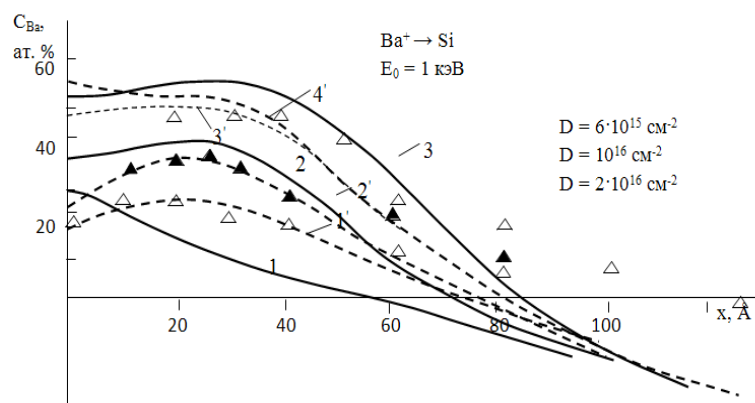 C_Ba,
ат. %
60
40
20
Ba⁺ → Si
E₀ = 1 кэВ
D = 6·10¹⁵ см⁻²
D = 10¹⁶ см⁻²
D = 2·10¹⁶ см⁻²
4'
3'
3
2
2'
1'
1
20
40
60
80
100
x, A